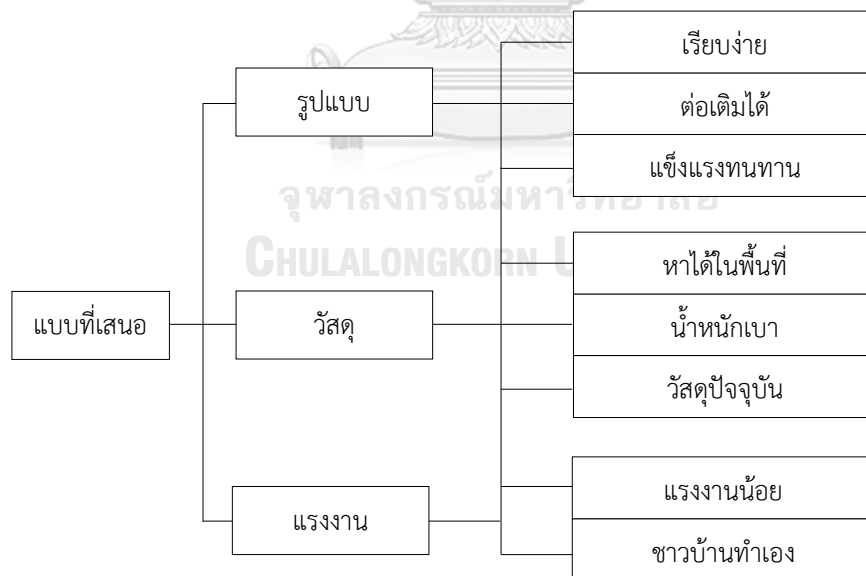 เรียบง่าย
รูปแบบ
ต่อเติมได้
แข็งแรงทนทาน
จุฬาลงกรณ์มหาวิทยาลัย
CHULALONGKORN U
หาได้ในพื้นที่
แบบที่เสนอ
วัสดุ
น้ำหนักเบา
วัสดุปัจจุบัน
แรงงานน้อย
แรงงาน
ชาวบ้านทำเอง